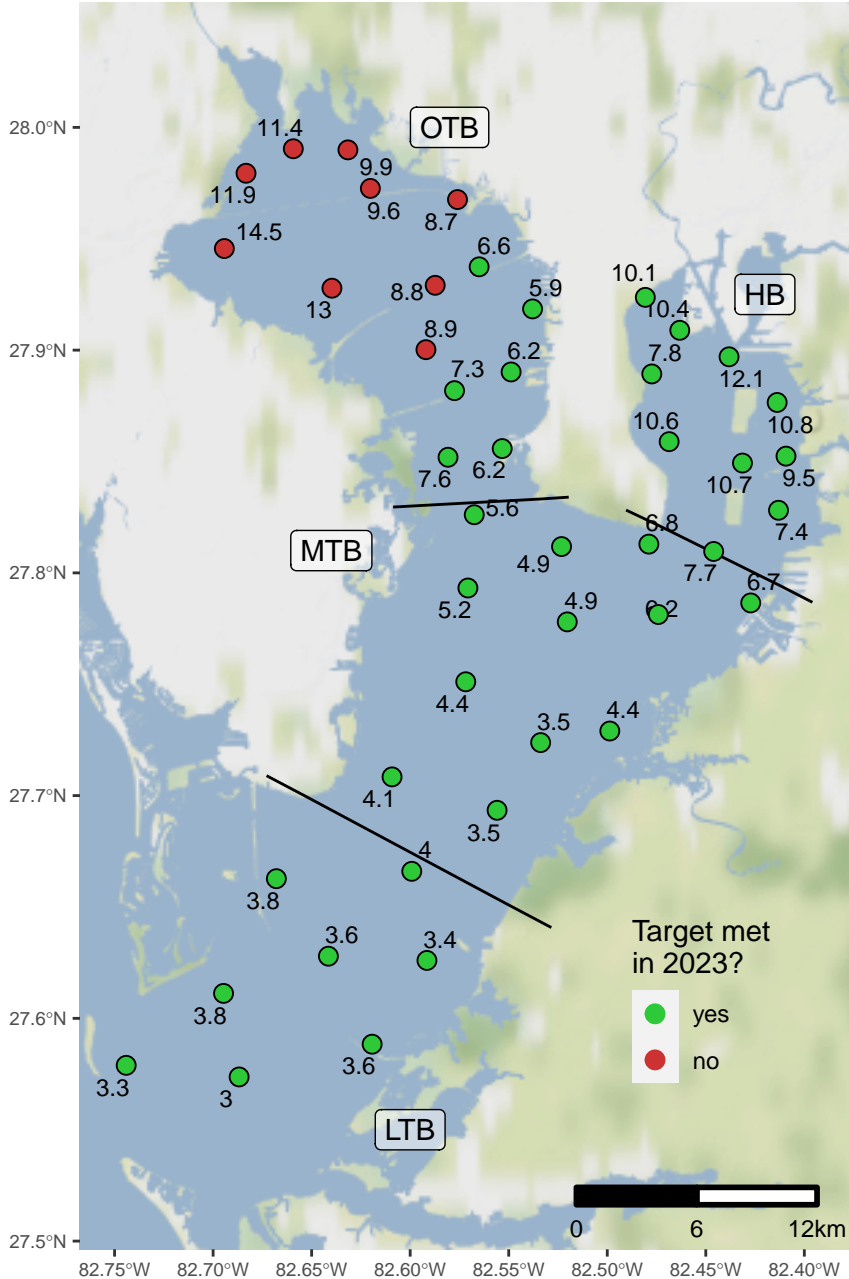 28.0°N
11.4
OTB
9.9
11.9
9.6
8.7
14.5
6.6
10.1
HB
13
8.8
5.9
10.4
27.9°N
8.9
7.3
6.2
7.8
12.1
10.6
10.8
7.6
6.2
10.7
9.5
5.6
6.8
7.4
MTB
4.9
7.7
27.8°N
6.7
5.2
4.9
6.2
4.4
3.5
4.4
27.7°N
4.1
3.5
4
3.8
3.6
3.4
Target met
in 2023?
27.6°N
3.8
yes
3.3
3
3.6
no
LTB
0
6
12km
27.5°N
82.75°W
82.70°W
82.65°W
82.60°W
82.55°W
82.50°W
82.45°W
82.40°W